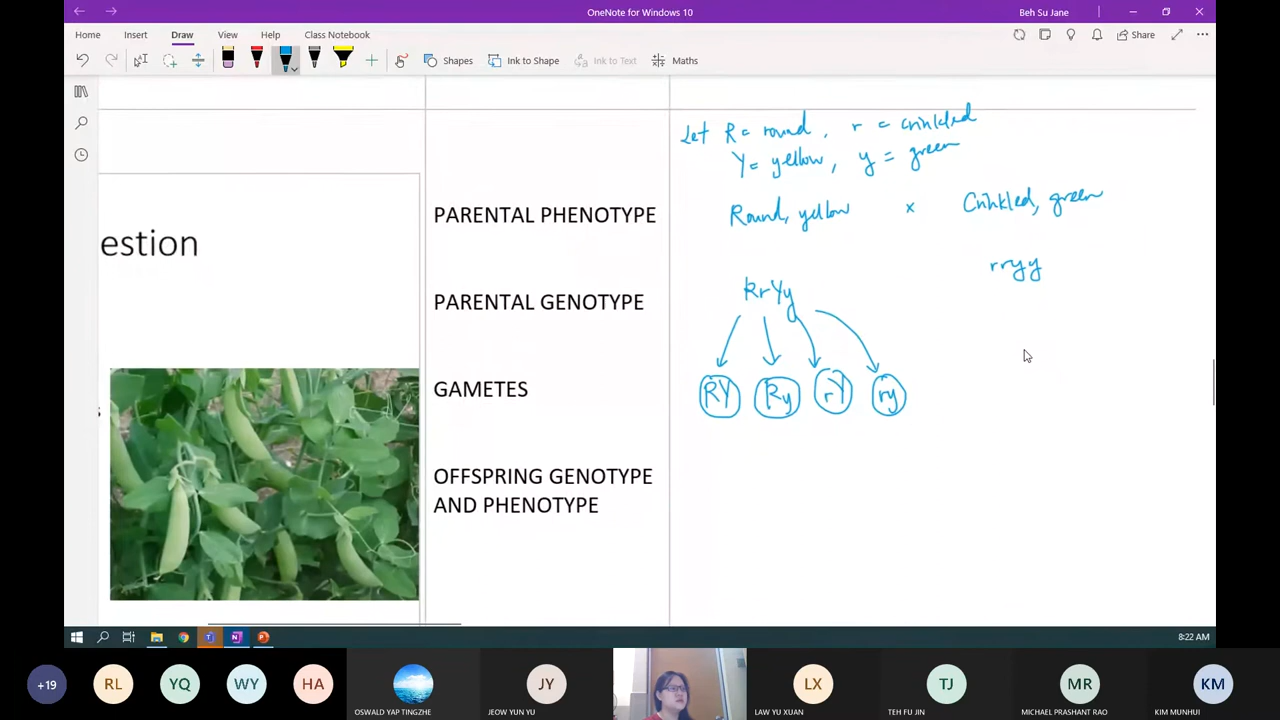 OneNote for Windows 10
Beh Su Jane
Home Insert Draw View Help Class Notebook
Share
Shapes Ink to Shape Ink to Text Maths
estion
PARENTAL PHENOTYPE
PARENTAL GENOTYPE
GAMETES
OFFSPRING GENOTYPE
AND PHENOTYPE
Let R = round, r = crinkled
Y = yellow, y = green
Round, yellow x Crinkled, green
rryy
RrYy
RY Ry rY ry
8:22 AM
+19 RL YQ WY HA JY LX TJ MR KM
OSWALD YAP TINGZHE JEOW YUN YU LAW YU XUAN TEH FU JIN MICHAEL PRASHANT RAO KIM MUNHUI